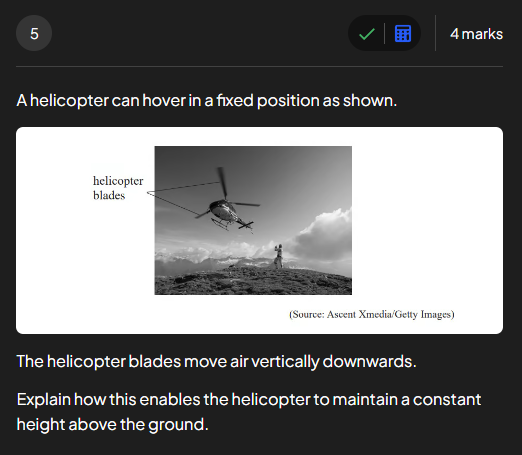 5
4 marks
A helicopter can hover in a fixed position as shown.
helicopter
blades
(Source: Ascent Xmedia/Getty Images)
The helicopter blades move air vertically downwards.
Explain how this enables the helicopter to maintain a constant
height above the ground.